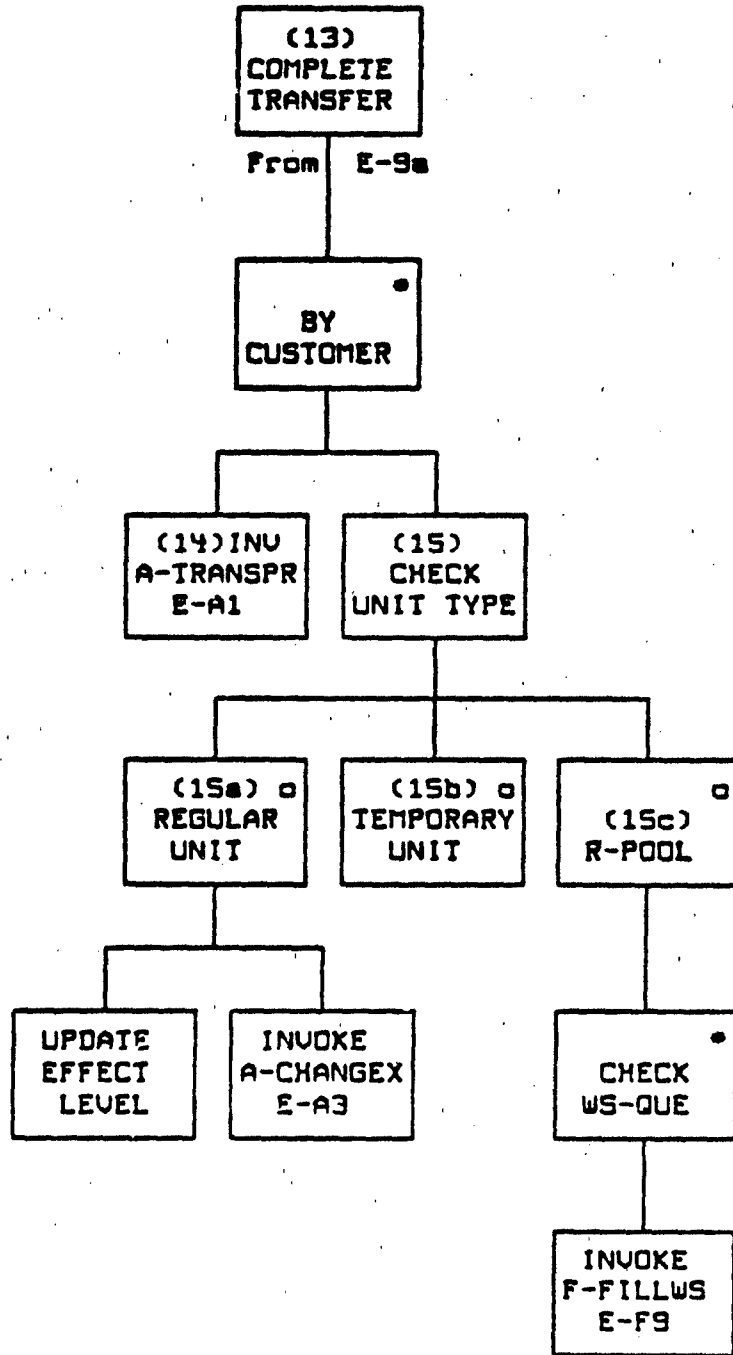 (13)
COMPLETE
TRANSFER
From E-9a
*
BY
CUSTOMER
(14)INV
A-TRANSPR
E-A1
(15)
CHECK
UNIT TYPE
(15a) o
REGULAR
UNIT
(15b) o
TEMPORARY
UNIT
o
(15c)
R-POOL
UPDATE
EFFECT
LEVEL
INVOKE
A-CHANGEX
E-A3
*
CHECK
WS-QUE
INVOKE
F-FILLWS
E-F9